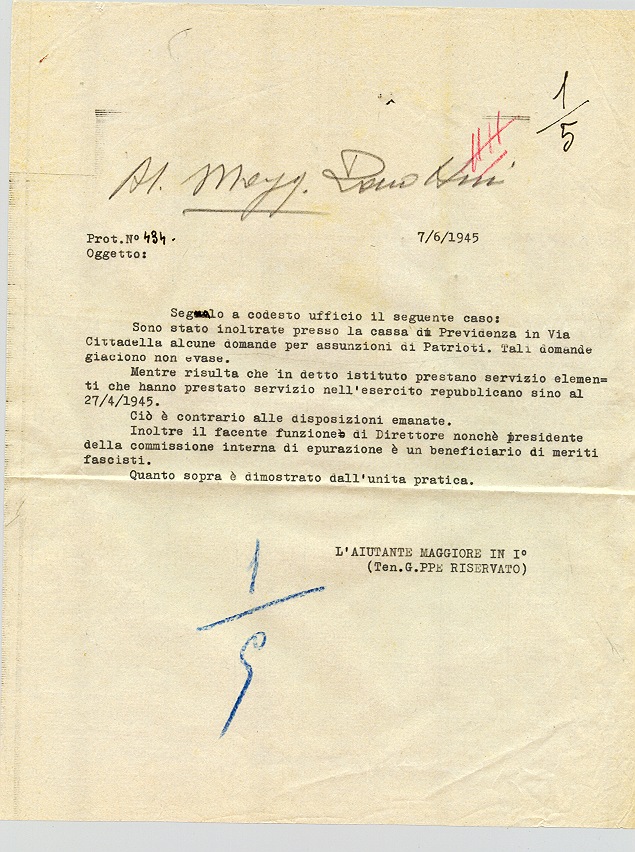 1/5
Al. Magg.
Prot.N° 434.
7/6/1945
Oggetto:
Segnalo a codesto ufficio il seguente caso:
Sono stato inoltrate presso la cassa di Previdenza in Via
Cittadella alcune domande per assunzioni di Patrioti. Tali domande
giaciono non evase.
Mentre risulta che in detto istituto prestano servizio elemen=
ti che hanno prestato servizio nell'esercito repubblicano sino al
27/4/1945.
Ciò è contrario alle disposizioni emanate.
Inoltre il facente funzione di Direttore nonchè presidente
della commissione interna di epurazione è un beneficiario di meriti
fascisti.
Quanto sopra è dimostrato dall'unita pratica.
L'AIUTANTE MAGGIORE IN I°
(Ten.G.PPE RISERVATO)
1/5